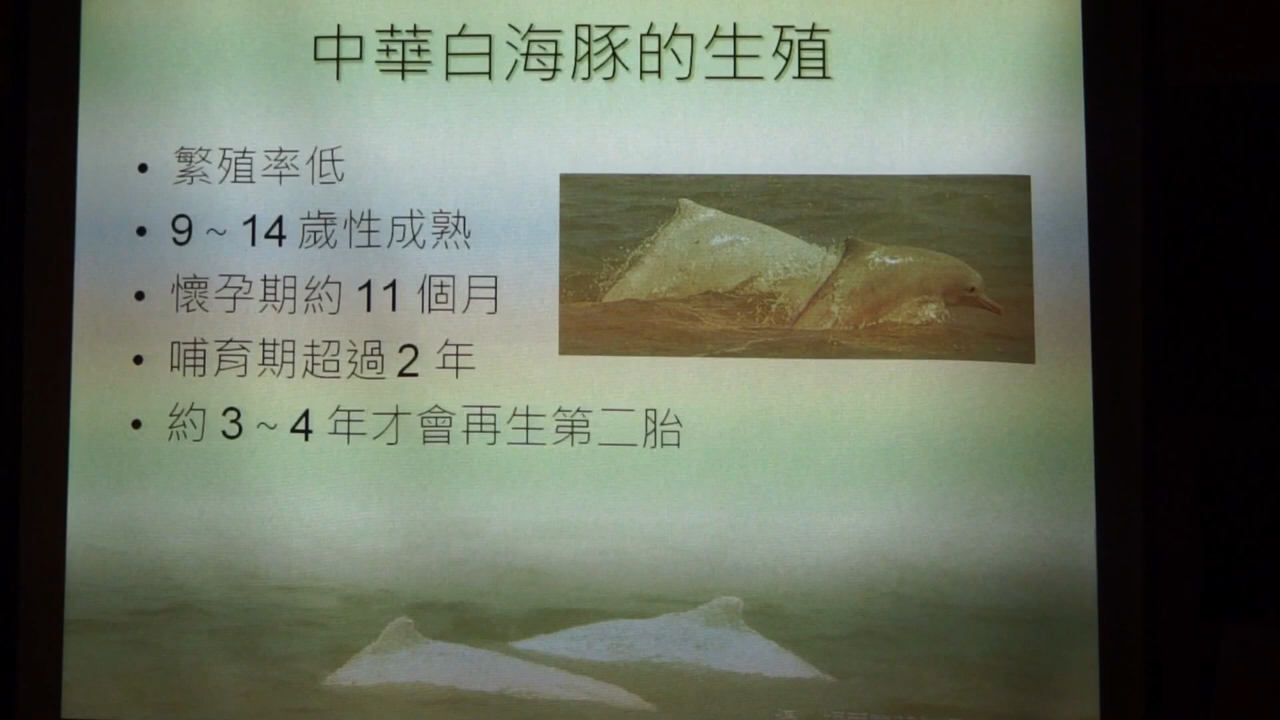 中華白海豚的生殖
• 繁殖率低
• 9 ~ 14 歲性成熟
• 懷孕期約 11 個月
• 哺育期超過 2 年
• 約 3 ~ 4 年才會再生第二胎